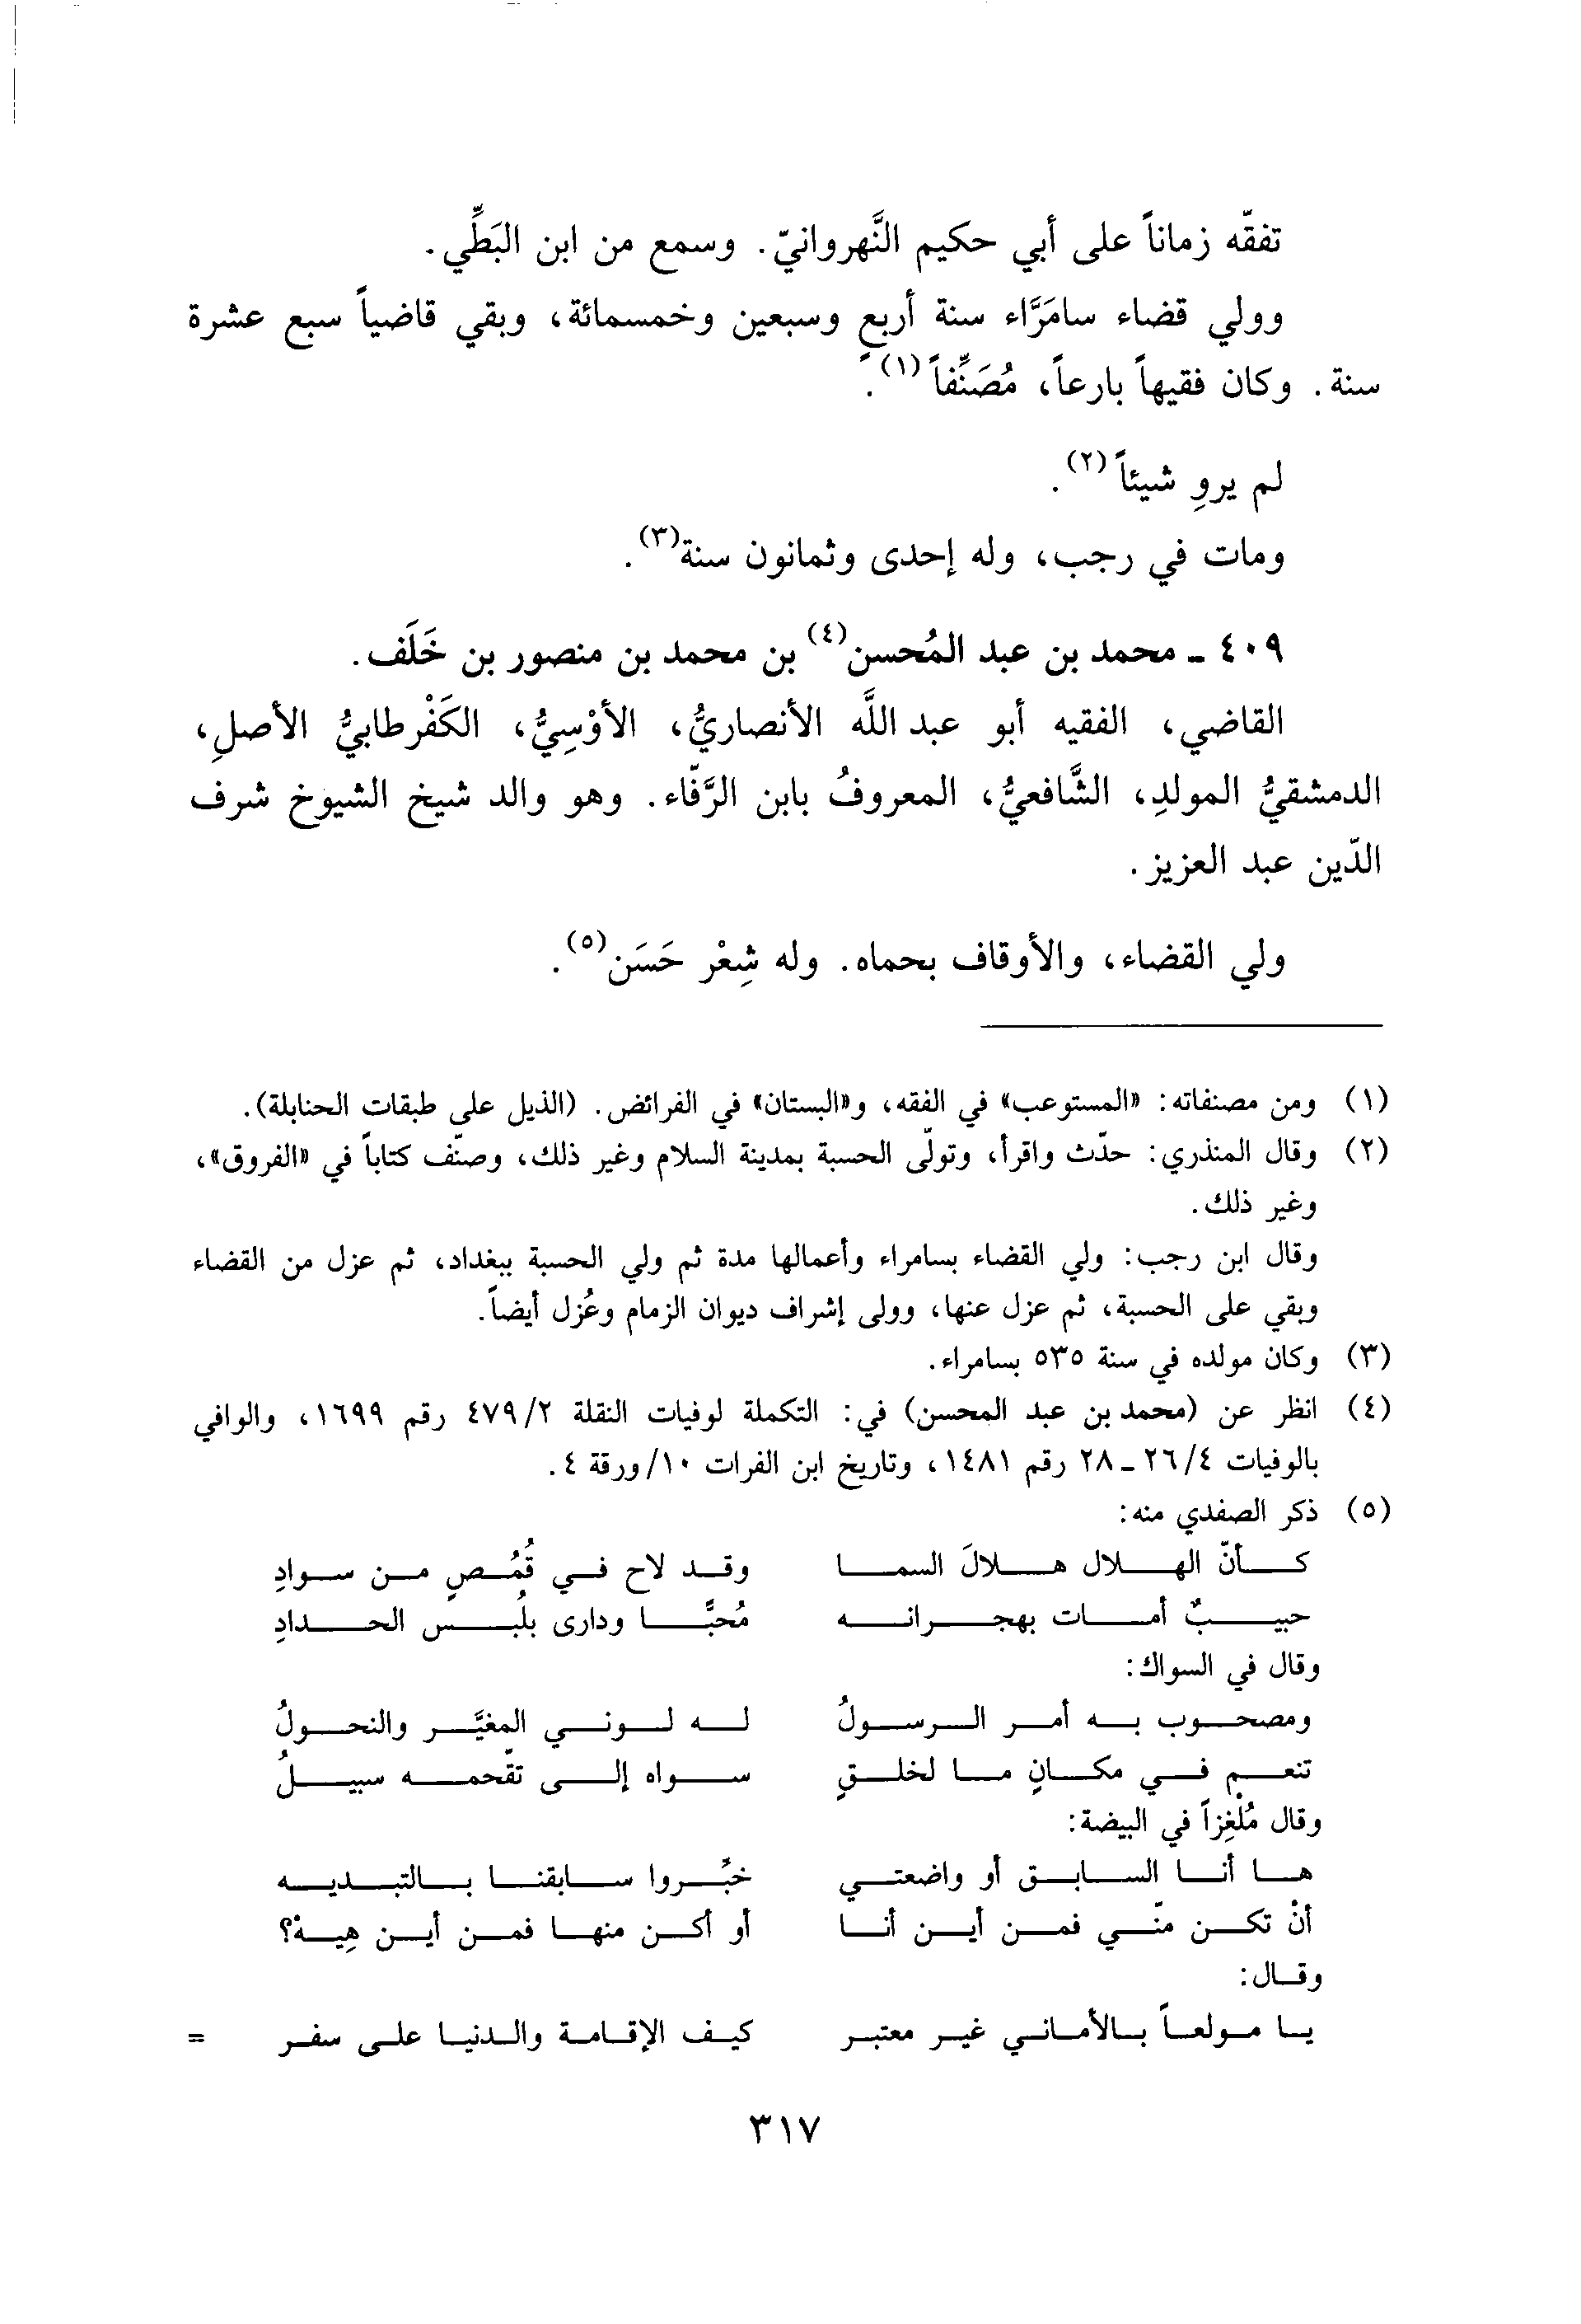 تفقّه زماناً على أبي حكيم النَّهروانيّ. وسمع من ابن البَطِّي.
وولي قضاء سامَرَّاء سنة أربعٍ وسبعين وخمسمائة، وبقي قاضياً سبع عشرة
سنة. وكان فقيهاً بارعاً، مُصَنِّفاً(١).
لم يروِ شيئاً(٢).
ومات في رجب، وله إحدى وثمانون سنة(٣).
٤٠٩ ـ محمد بن عبد المُحسن(٤) بن محمد بن منصور بن خَلَف.
القاضي، الفقيه أبو عبد اللَّه الأنصاريُّ، الأوْسِيُّ، الكَفْرطابيُّ الأصلِ،
الدمشقيُّ المولدِ، الشَّافعيُّ، المعروفُ بابن الرَّفّاء. وهو والد شيخ الشيوخ شرف
الدّين عبد العزيز.
ولي القضاء، والأوقاف بحماه. وله شِعْر حَسَن(٥).
(١) ومن مصنفاته: «المستوعب» في الفقه، و«البستان» في الفرائض. (الذيل على طبقات الحنابلة).
(٢) وقال المنذري: حدّث واقرأ، وتولّى الحسبة بمدينة السلام وغير ذلك، وصنّف كتاباً في «الفروق»،
وغير ذلك.
وقال ابن رجب: ولي القضاء بسامراء وأعمالها مدة ثم ولي الحسبة ببغداد، ثم عزل من القضاء
وبقي على الحسبة، ثم عزل عنها، وولى إشراف ديوان الزمام وعُزل أيضاً.
(٣) وكان مولده في سنة ٥٣٥ بسامراء.
(٤) انظر عن (محمد بن عبد المحسن) في: التكملة لوفيات النقلة ٤٧٩/٢ رقم ١٦٩٩، والوافي
بالوفيات ٢٦/٤ ـ ٢٨ رقم ١٤٨١، وتاريخ ابن الفرات ١٠/ورقة ٤.
(٥) ذكر الصفدي منه:
كأنّ الهلال هلالَ السما وقد لاح في قُمُصٍ من سوادِ
حبيبٌ أمات بهجرانه مُحبًّا ودارى بلُبس الحدادِ
وقال في السواك:
ومصحوب به أمر الرسولُ له لوني المغيَّر والنحولُ
تنعم في مكانٍ ما لخلقٍ سواه إلى تقّحمه سبيلُ
وقال مُلْغِزاً في البيضة:
ها أنا السابق أو واضعتي خبِّروا سابقنا بالتبديه
أنْ تكن منّي فمن أين أنا أو أكن منها فمن أين هِيهْ؟
وقال:
يا مولعاً بالأماني غير معتبر كيف الإقامة والدنيا على سفر =
٣١٧